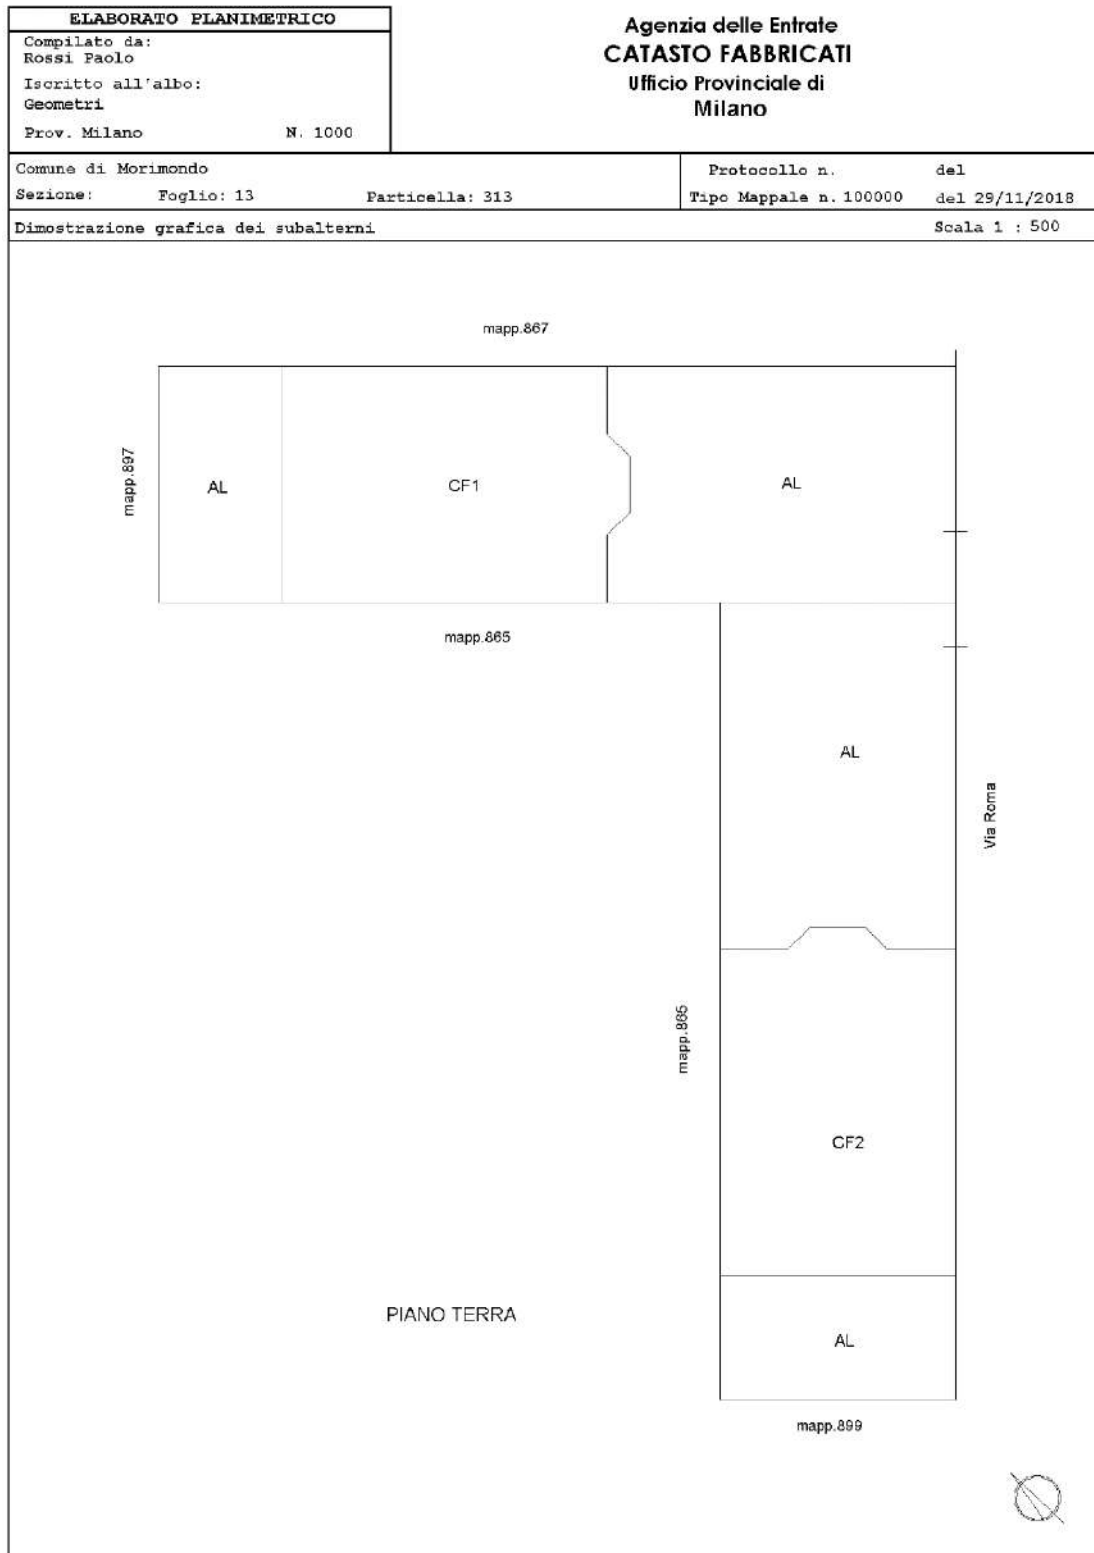 ELABORATO PLANIMETRICO
Compilato da:
Rossi Paolo
Iscritto all'albo:
Geometri
Prov. Milano N. 1000
Agenzia delle Entrate
CATASTO FABBRICATI
Ufficio Provinciale di
Milano
Comune di Morimondo
Sezione: Foglio: 13 Particella: 313
Protocollo n. del
Tipo Mappale n. 100000 del 29/11/2018
Dimostrazione grafica dei subalterni Scala 1 : 500
mapp.867
mapp.897
AL
CF1
AL
mapp.865
AL
Via Roma
mapp.865
CF2
PIANO TERRA
AL
mapp.899